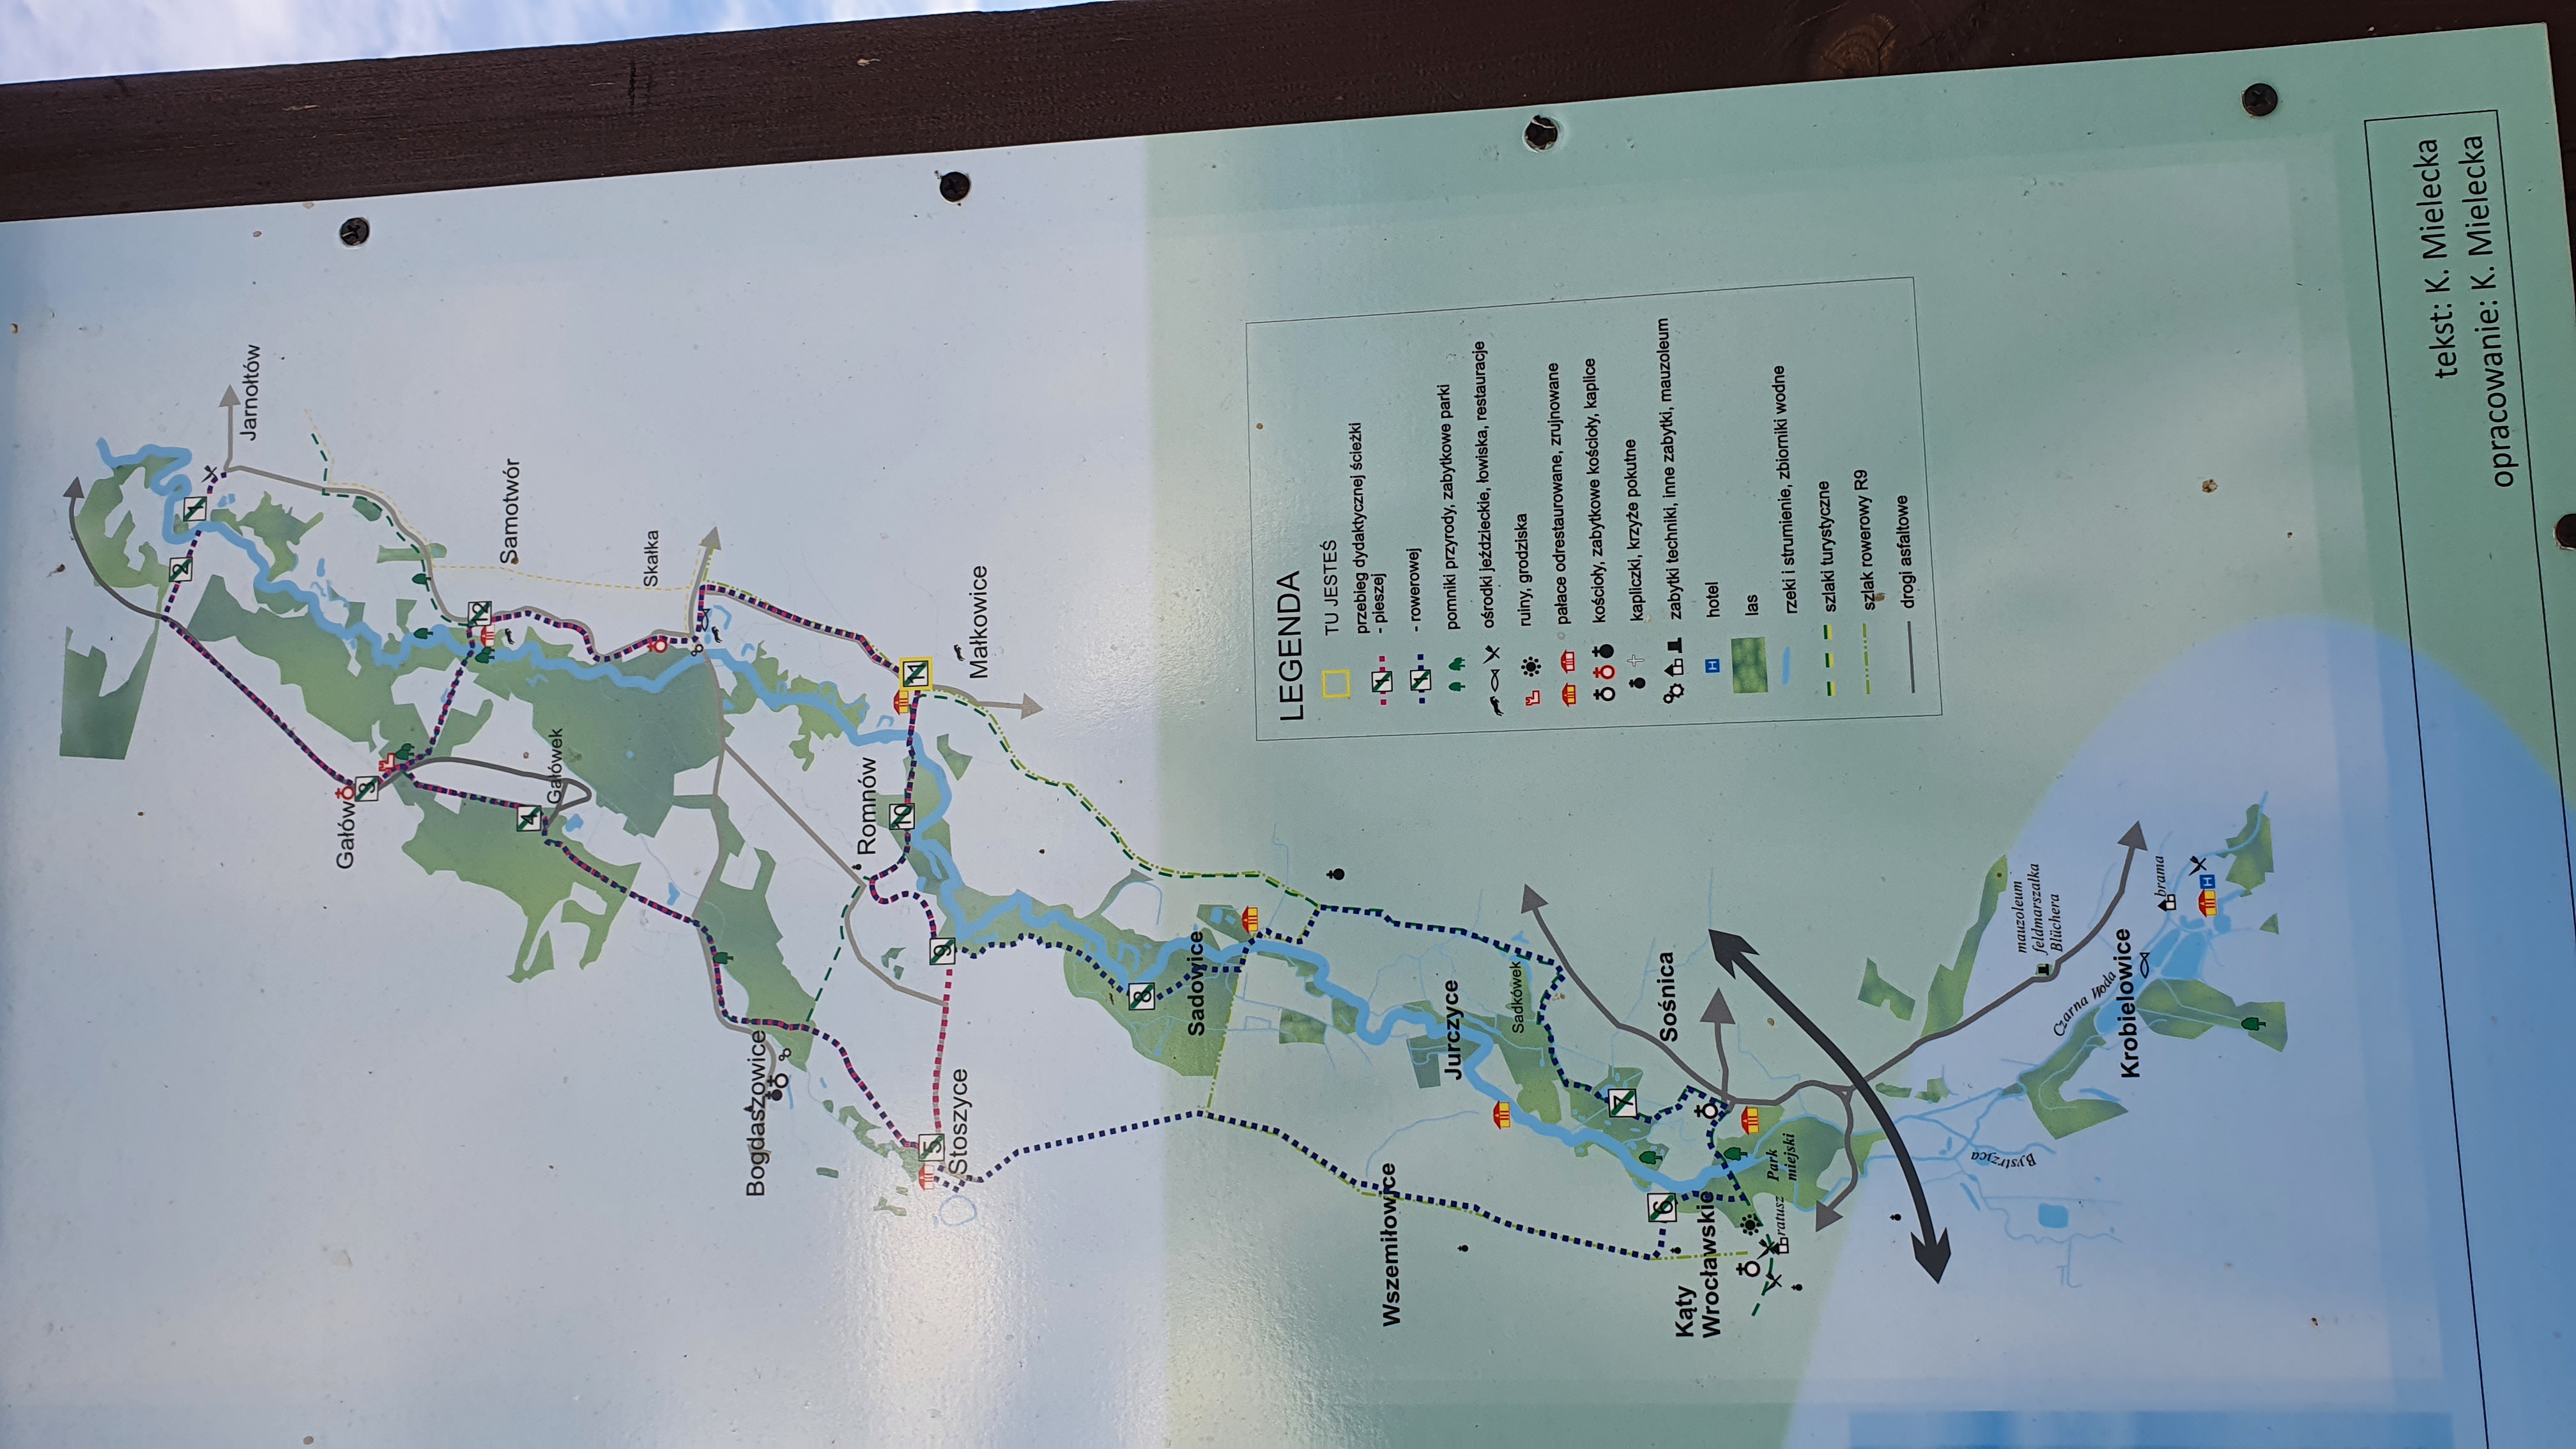 2
1
Jarnołtów
Gałów
3
12
Samotwór
4
Gałówek
Skałka
Bogdaszowice
Romnów
10
11
5
9
Stoszyce
Małkowice
8
Sadowice
Wszemiłowice
Jurczyce
Sadkówek
7
6
Sośnica
Kąty
Wrocławskie
ratusz
Park
miejski
Bystrzyca
mauzoleum
feldmarszałka
Blüchera
Czarna Woda
Krobielowice
brama
H
LEGENDA
TU JESTEŚ
przebieg dydaktycznej ścieżki
1 - pieszej
1 - rowerowej
pomniki przyrody, zabytkowe parki
ośrodki jeździeckie, łowiska, restauracje
ruiny, grodziska
pałace odrestaurowane, zrujnowane
kościoły, zabytkowe kościoły, kaplice
kapliczki, krzyże pokutne
zabytki techniki, inne zabytki, mauzoleum
H hotel
las
rzeki i strumienie, zbiorniki wodne
szlaki turystyczne
szlak rowerowy R9
drogi asfaltowe
tekst: K. Mielecka
opracowanie: K. Mielecka